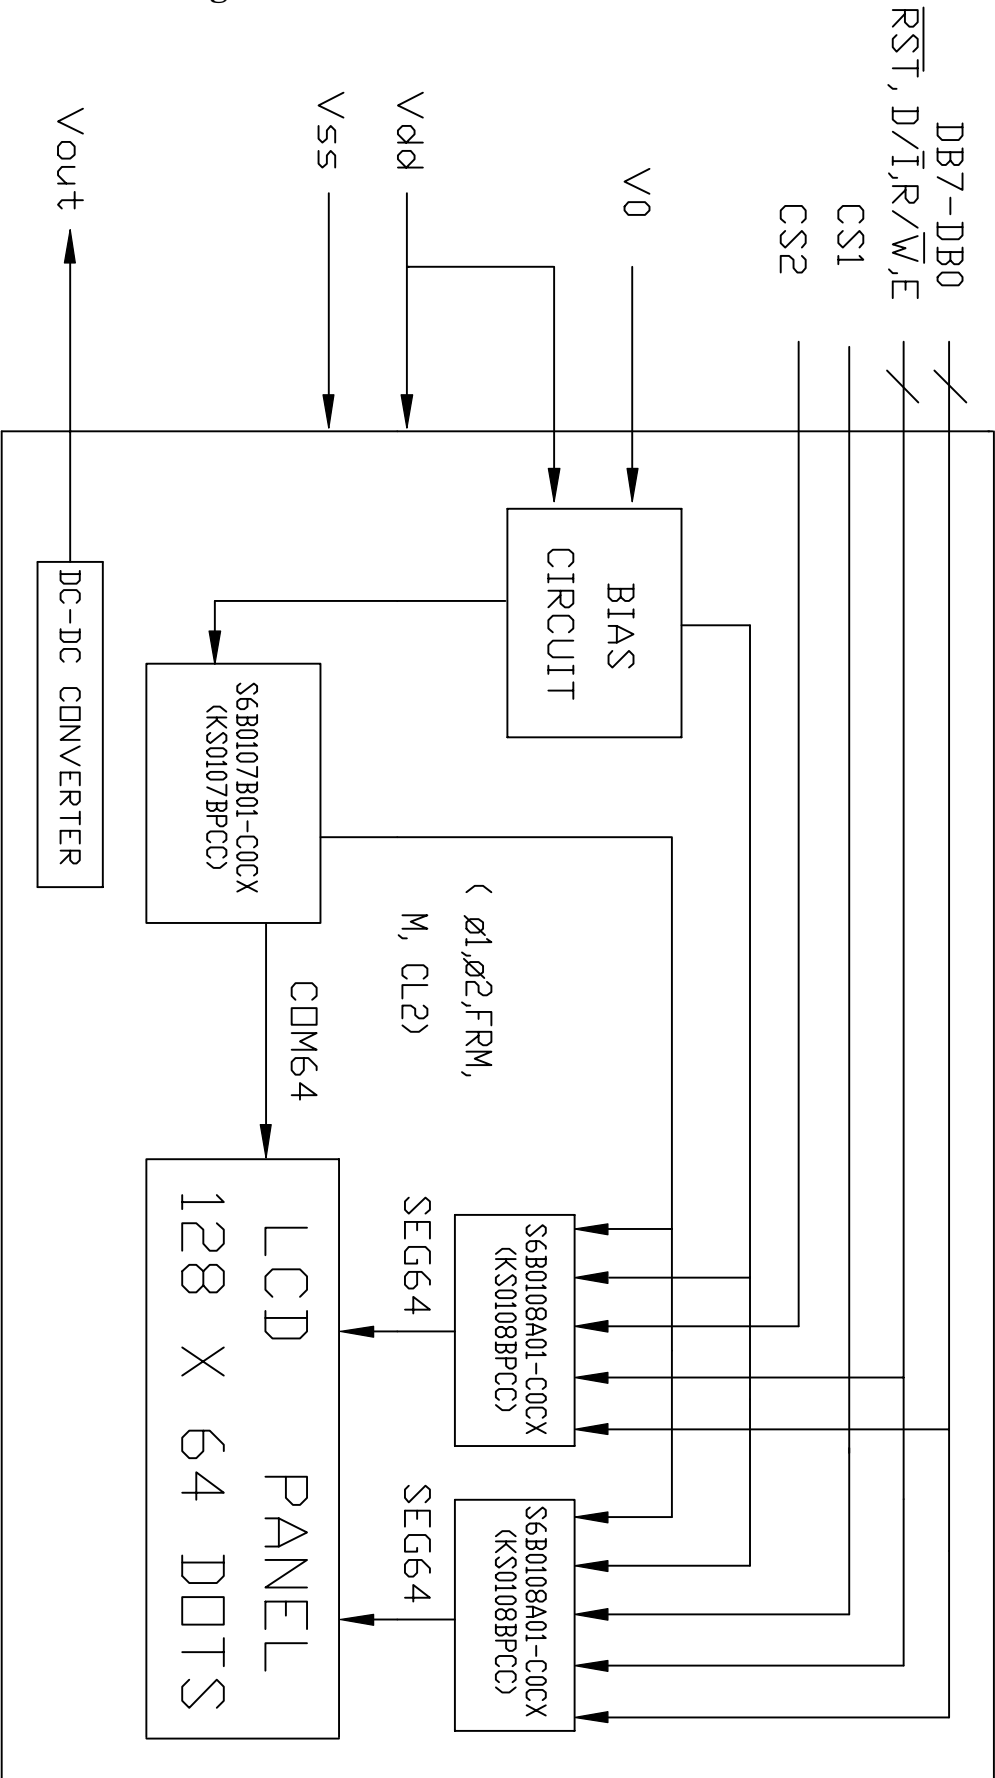 DB7-DB0
RST, D/I,R/W,E
CS1
CS2
V0
Vdd
Vss
Vout
BIAS
CIRCUIT
S6B0107B01-C0CX
(KS0107BPCC)
DC-DC CONVERTER
( ø1,ø2,FRM,
M, CL2)
COM64
S6B0108A01-C0CX
(KS0108BPCC)
S6B0108A01-C0CX
(KS0108BPCC)
SEG64
SEG64
LCD PANEL
128 X 64 DOTS